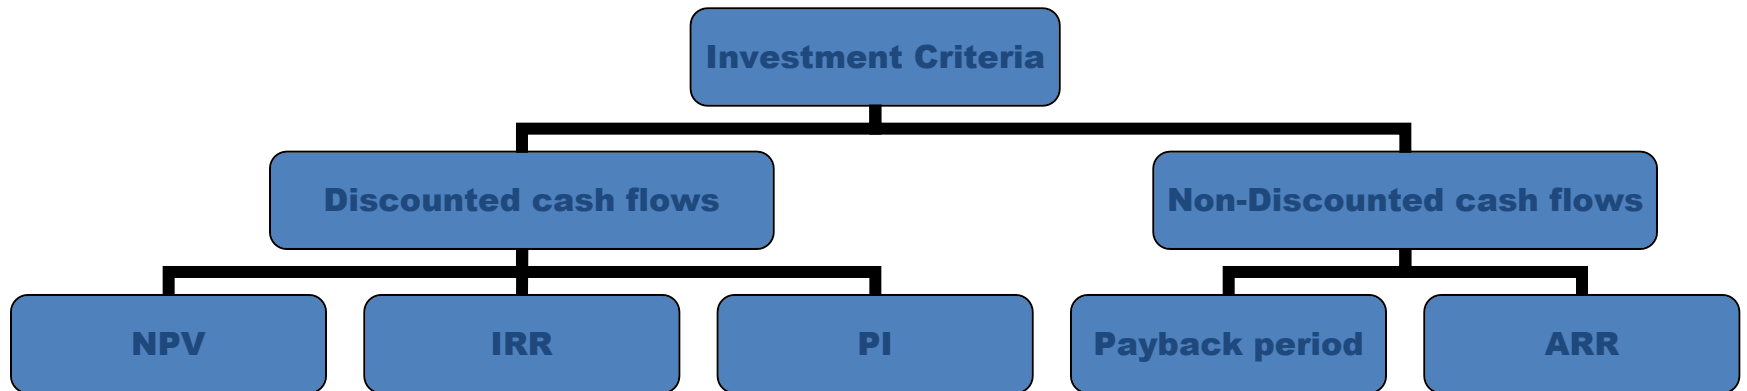 Investment Criteria
Discounted cash flows
Non-Discounted cash flows
NPV
IRR
PI
Payback period
ARR